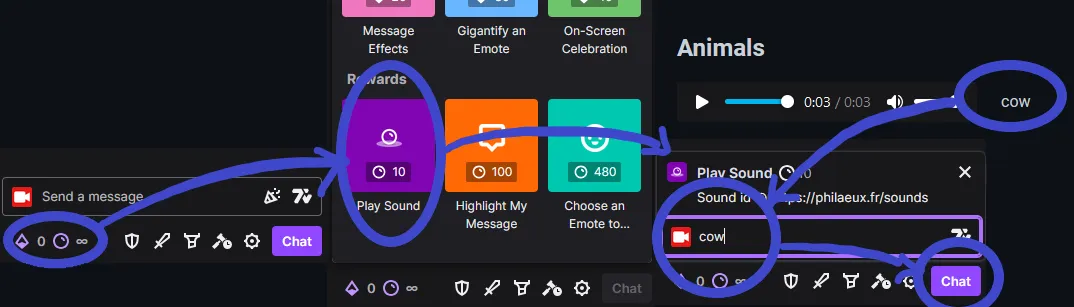 Send a message
0 ∞
Chat
20
Message
Effects
Gigantify an
Emote
On-Screen
Celebration
Rewards
10
Play Sound
100
Highlight My
Message
480
Choose an
Emote to...
0 ∞
Chat
Animals
0:03 / 0:03
cow
Play Sound 10
Sound id
philaeux.fr/sounds
cow
0 ∞
Chat